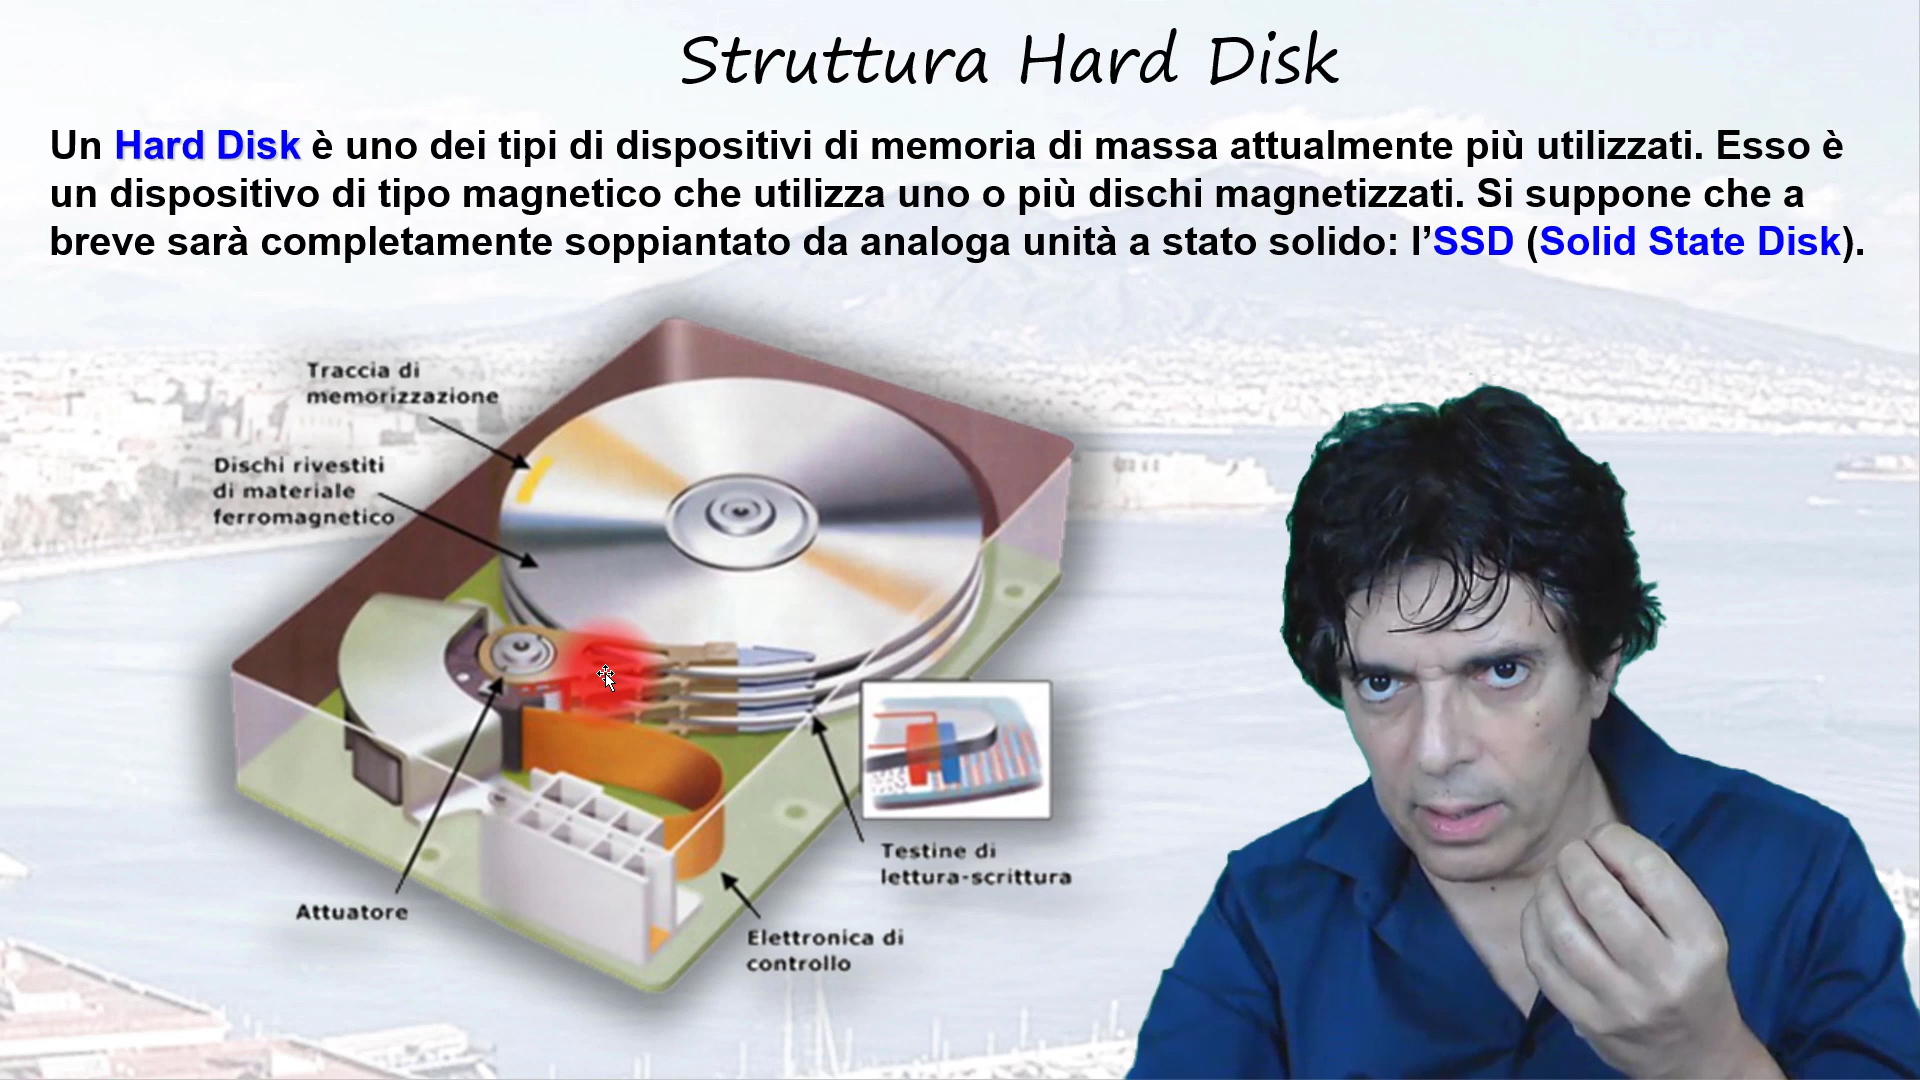 Struttura Hard Disk
Un Hard Disk è uno dei tipi di dispositivi di memoria di massa attualmente più utilizzati. Esso è
un dispositivo di tipo magnetico che utilizza uno o più dischi magnetizzati. Si suppone che a
breve sarà completamente soppiantato da analoga unità a stato solido: l’SSD (Solid State Disk).
Traccia di
memorizzazione
Dischi rivestiti
di materiale
ferromagnetico
Testine di
lettura-scrittura
Attuatore
Elettronica di
controllo